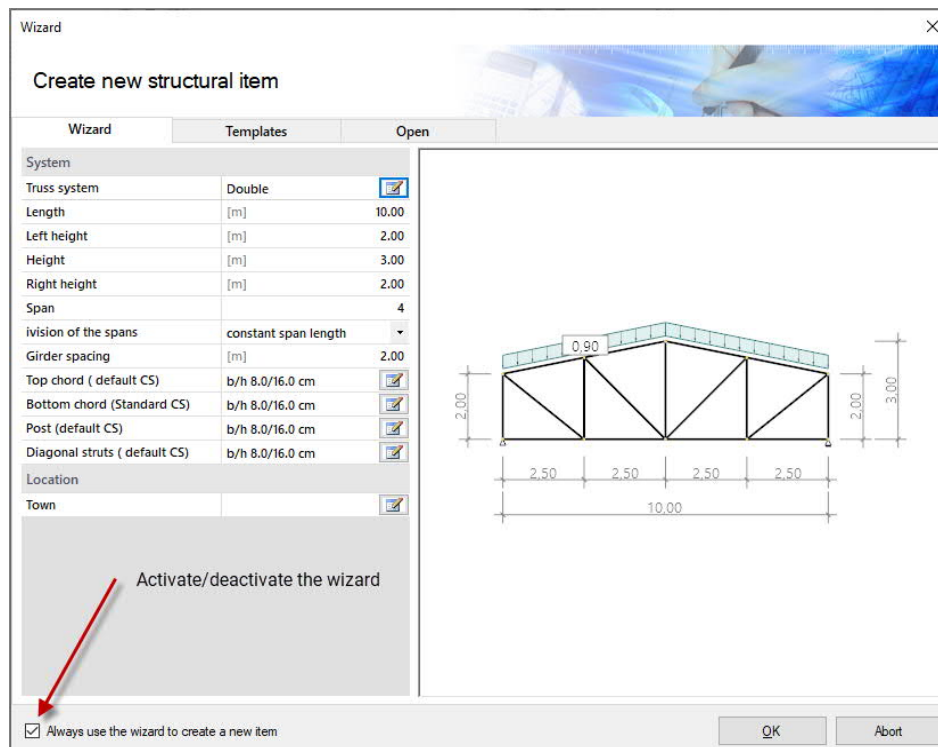 Wizard
Create new structural item
Wizard Templates Open
System
Truss system Double
Length [m] 10.00
Left height [m] 2.00
Height [m] 3.00
Right height [m] 2.00
Span 4
ivision of the spans constant span length
Girder spacing [m] 2.00
Top chord ( default CS) b/h 8.0/16.0 cm
Bottom chord (Standard CS) b/h 8.0/16.0 cm
Post (default CS) b/h 8.0/16.0 cm
Diagonal struts ( default CS) b/h 8.0/16.0 cm
Location
Town
0,90
2,00
2,00
3,00
2,50 2,50 2,50 2,50
10,00
Activate/deactivate the wizard
Always use the wizard to create a new item
OK Abort